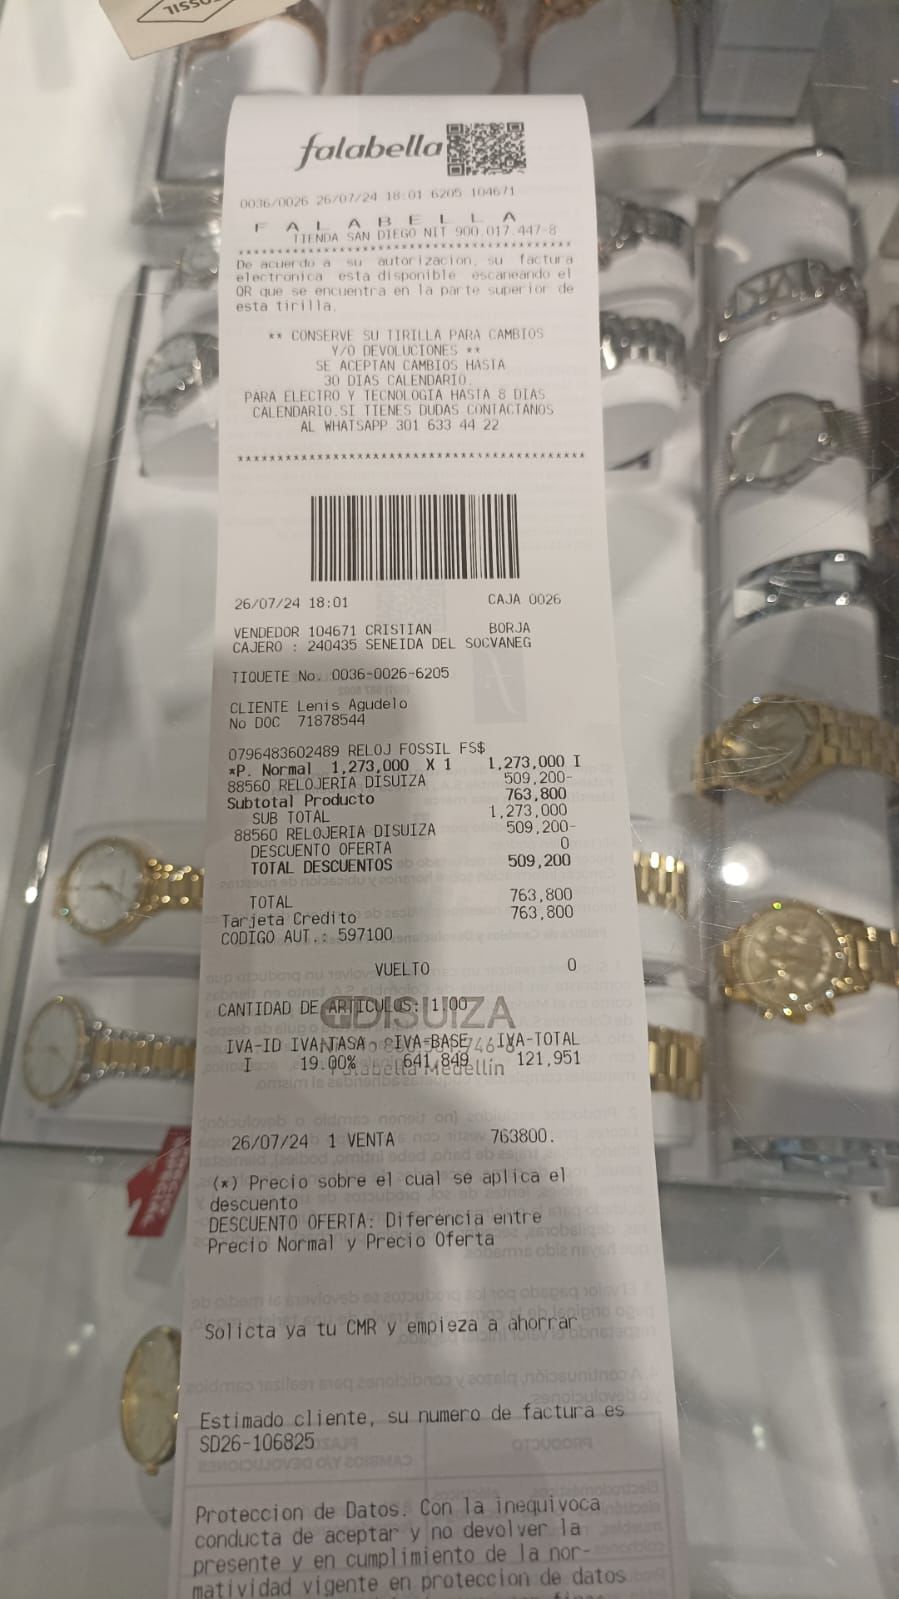 FOSSIL
falabella
0036/0026 26/07/24 18:01 6205 104671
F A L A B E L L A
TIENDA SAN DIEGO NIT 900.017.447-8
*******************************************
De acuerdo a su autorizacion, su factura
electronica esta disponible escaneando el
QR que se encuentra en la parte superior de
esta tirilla.
** CONSERVE SU TIRILLA PARA CAMBIOS
Y/O DEVOLUCIONES **
SE ACEPTAN CAMBIOS HASTA
30 DIAS CALENDARIO.
PARA ELECTRO Y TECNOLOGIA HASTA 8 DIAS
CALENDARIO.SI TIENES DUDAS CONTACTANOS
AL WHATSAPP 301 633 44 22
*******************************************
26/07/24 18:01 CAJA 0026
VENDEDOR 104671 CRISTIAN BORJA
CAJERO : 240435 SENEIDA DEL SOCVANEG
TIQUETE No. 0036-0026-6205
CLIENTE Lenis Agudelo
No DOC 71878544
0796483602489 RELOJ FOSSIL FS$
*P. Normal 1,273,000 X 1 1,273,000 I
88560 RELOJERIA DISUIZA 509,200-
Subtotal Producto 763,800
SUB TOTAL 1,273,000
88560 RELOJERIA DISUIZA 509,200-
DESCUENTO OFERTA 0
TOTAL DESCUENTOS 509,200
TOTAL 763,800
Tarjeta Credito 763,800
CODIGO AUT.: 597100
VUELTO 0
CANTIDAD DE ARTICULOS: 1.00
DISUIZA
IVA-ID IVA-TASA IVA-BASE IVA-TOTAL
I 19.00% 641,849 121,951
Falabella Medellín
26/07/24 1 VENTA 763800.
(*) Precio sobre el cual se aplica el
descuento
DESCUENTO OFERTA: Diferencia entre
Precio Normal y Precio Oferta
Solicta ya tu CMR y empieza a ahorrar
Estimado cliente, su numero de factura es
SD26-106825
Proteccion de Datos. Con la inequivoca
conducta de aceptar y no devolver la
presente y en cumplimiento de la nor-
matividad vigente en proteccion de datos